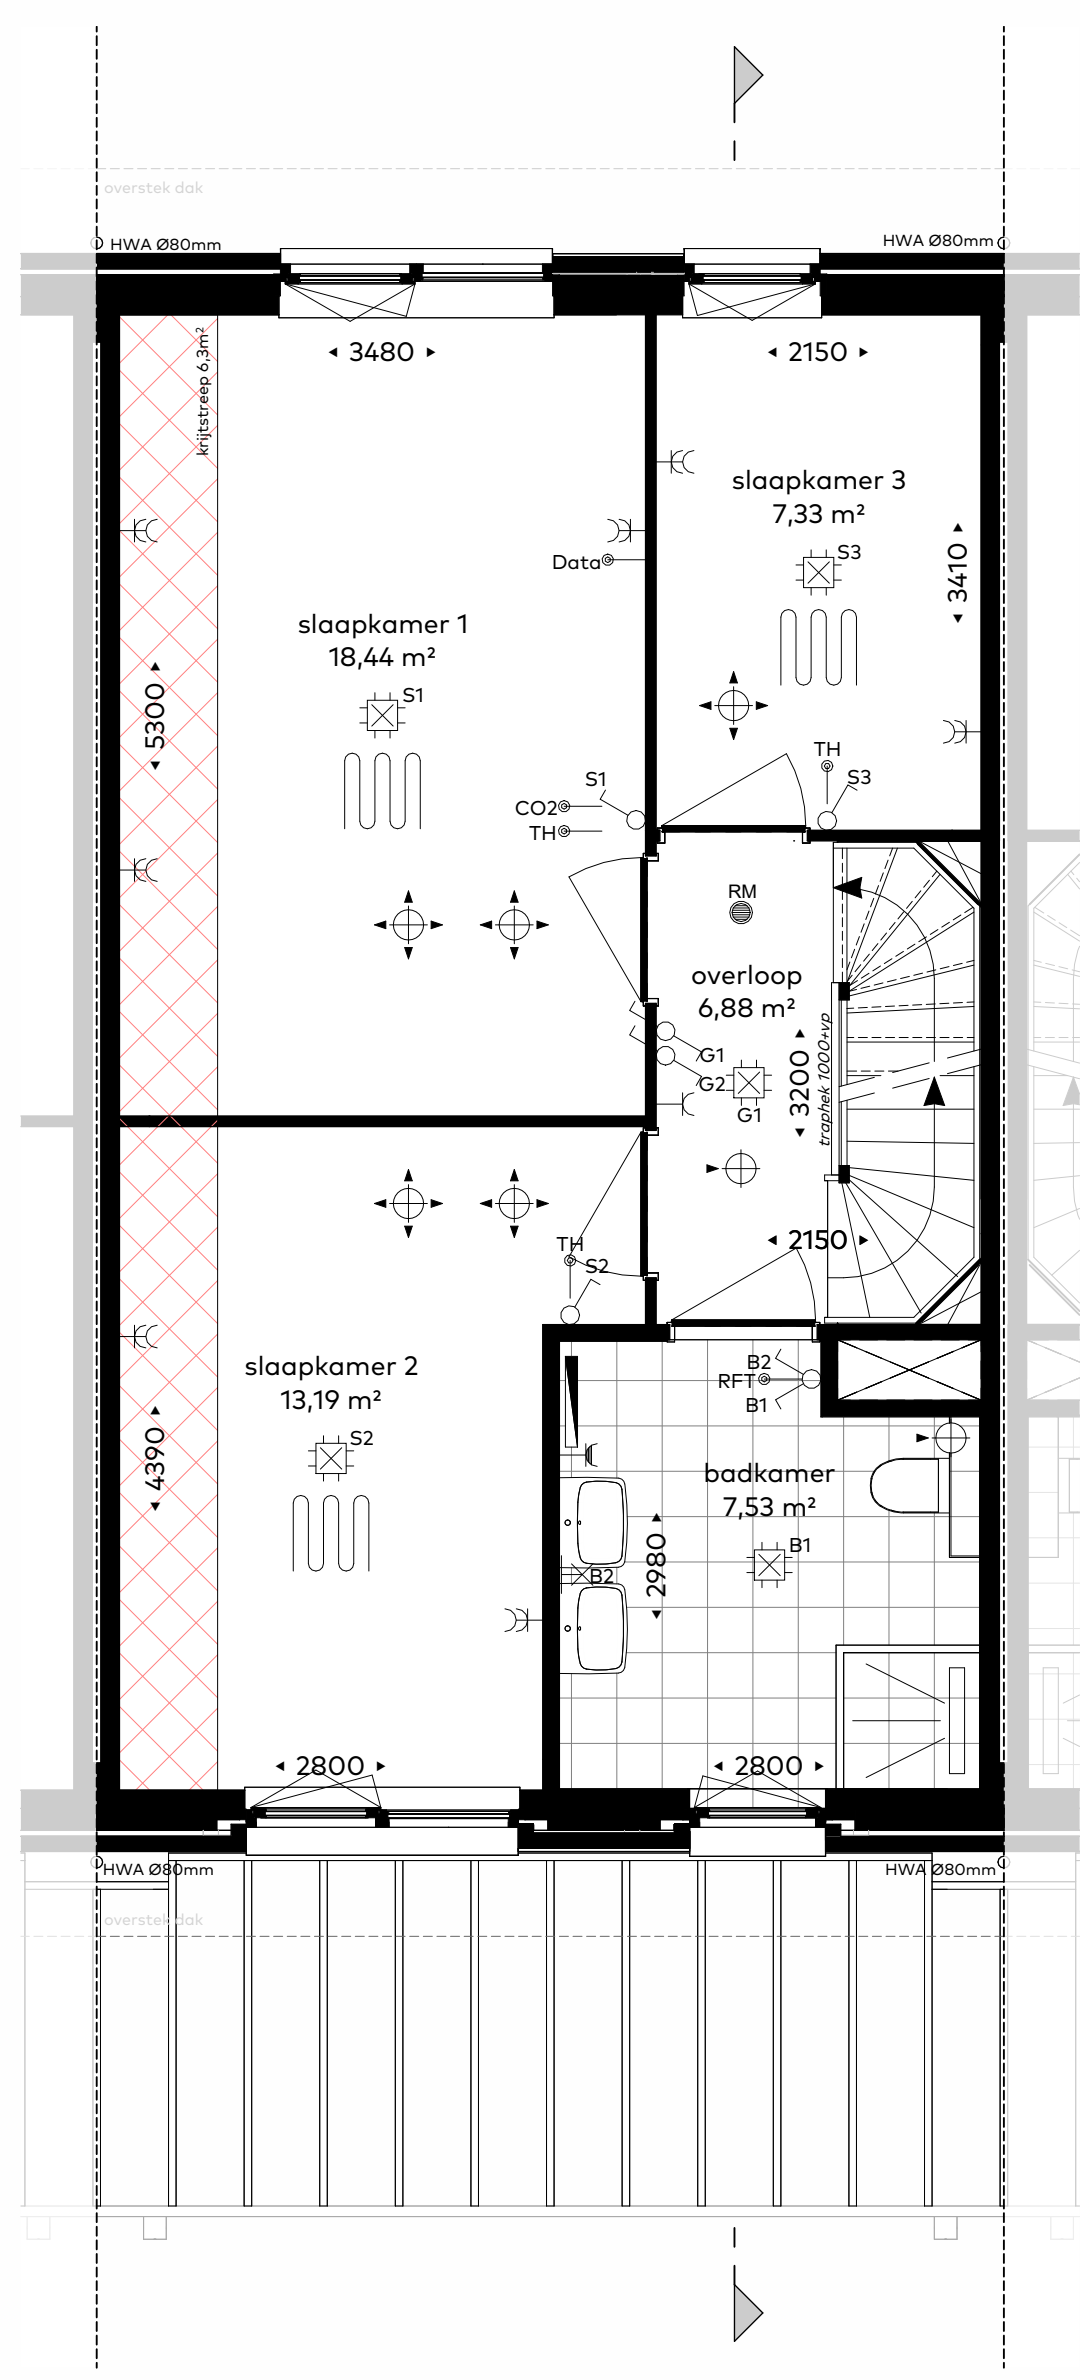 overstek dak
HWA Ø80mm
HWA Ø80mm
krijtstreep 6,3m²
3480
2150
slaapkamer 3
7,33 m²
S3
3410
Data
slaapkamer 1
18,44 m²
S1
5300
TH
S3
S1
CO2
TH
RM
overloop
6,88 m²
G1
G2
G1
3200
traphek 1000+vp
2150
TH
S2
slaapkamer 2
13,19 m²
S2
4390
B2
RFT
B1
badkamer
7,53 m²
B1
B2
2980
2800
2800
HWA Ø80mm
HWA Ø80mm
overstek dak